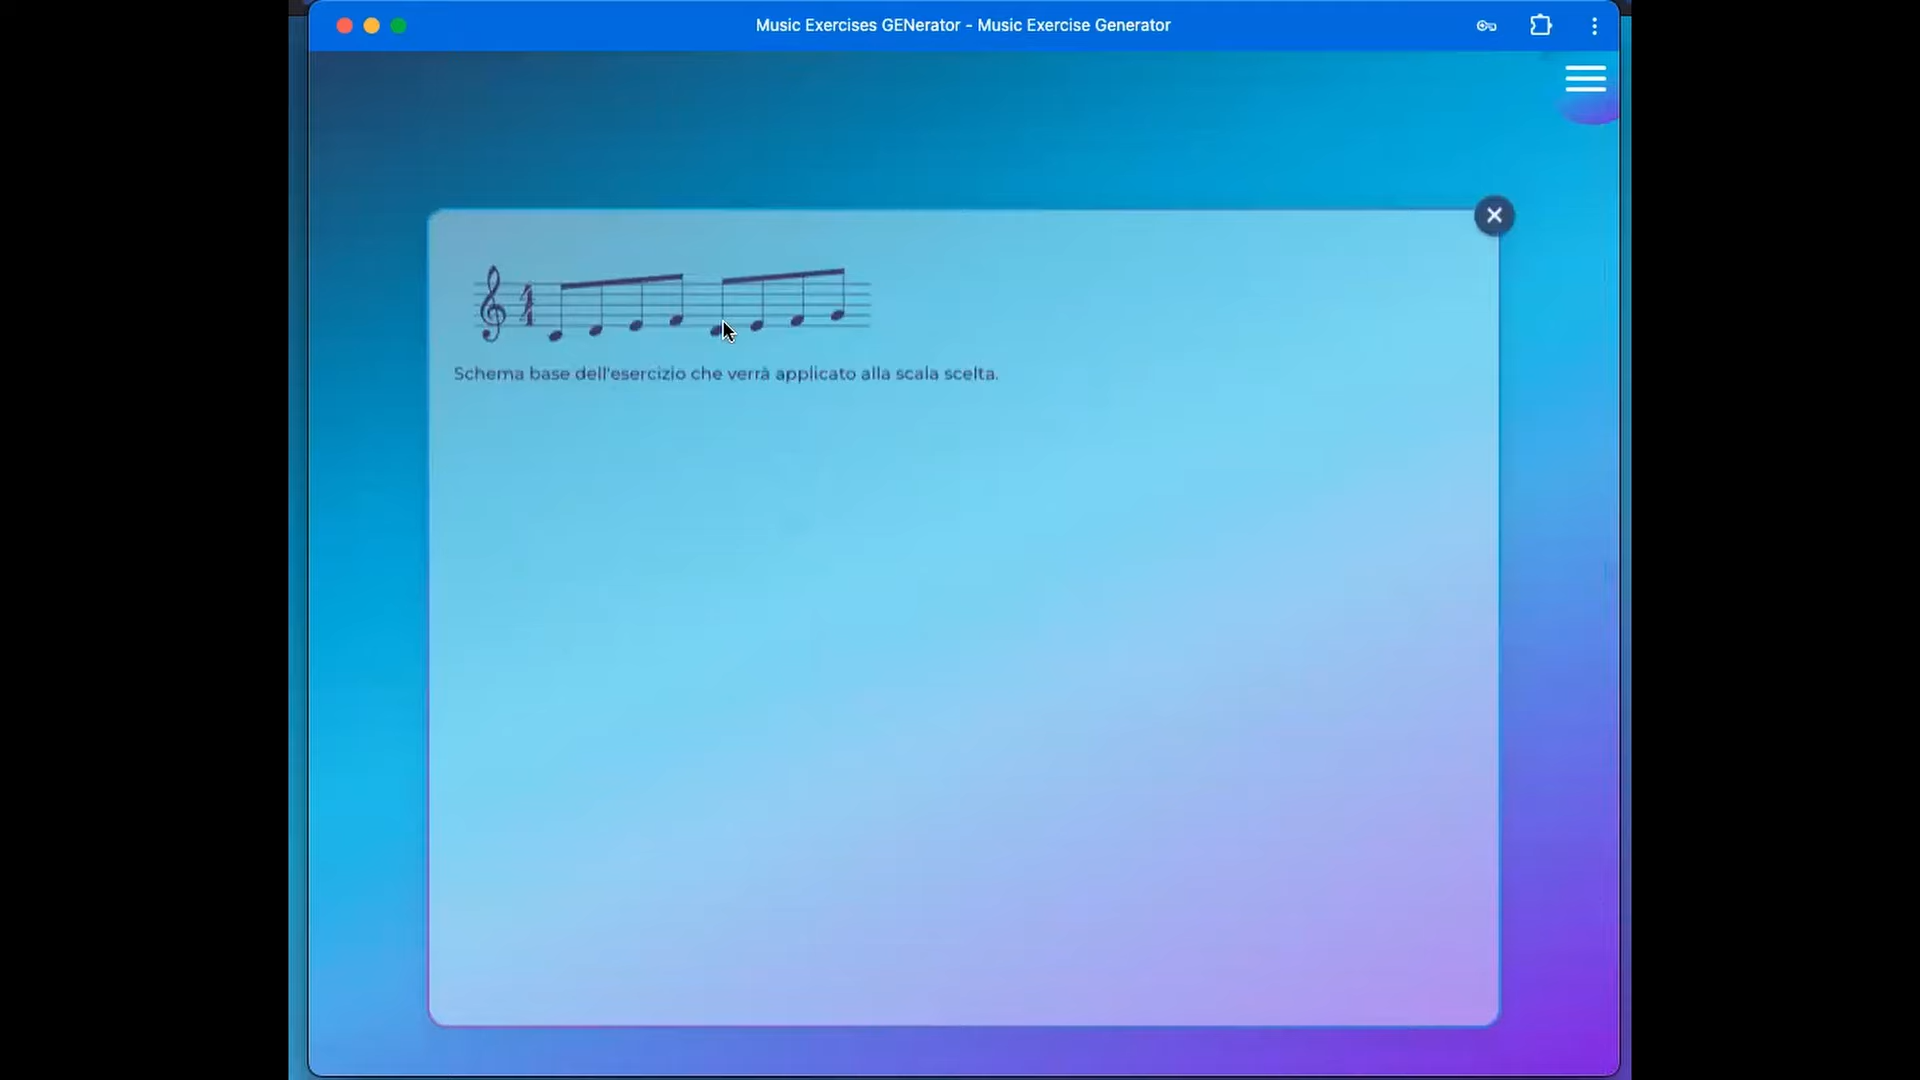 Music Exercises GENerator - Music Exercise Generator
Schema base dell'esercizio che verrà applicato alla scala scelta.